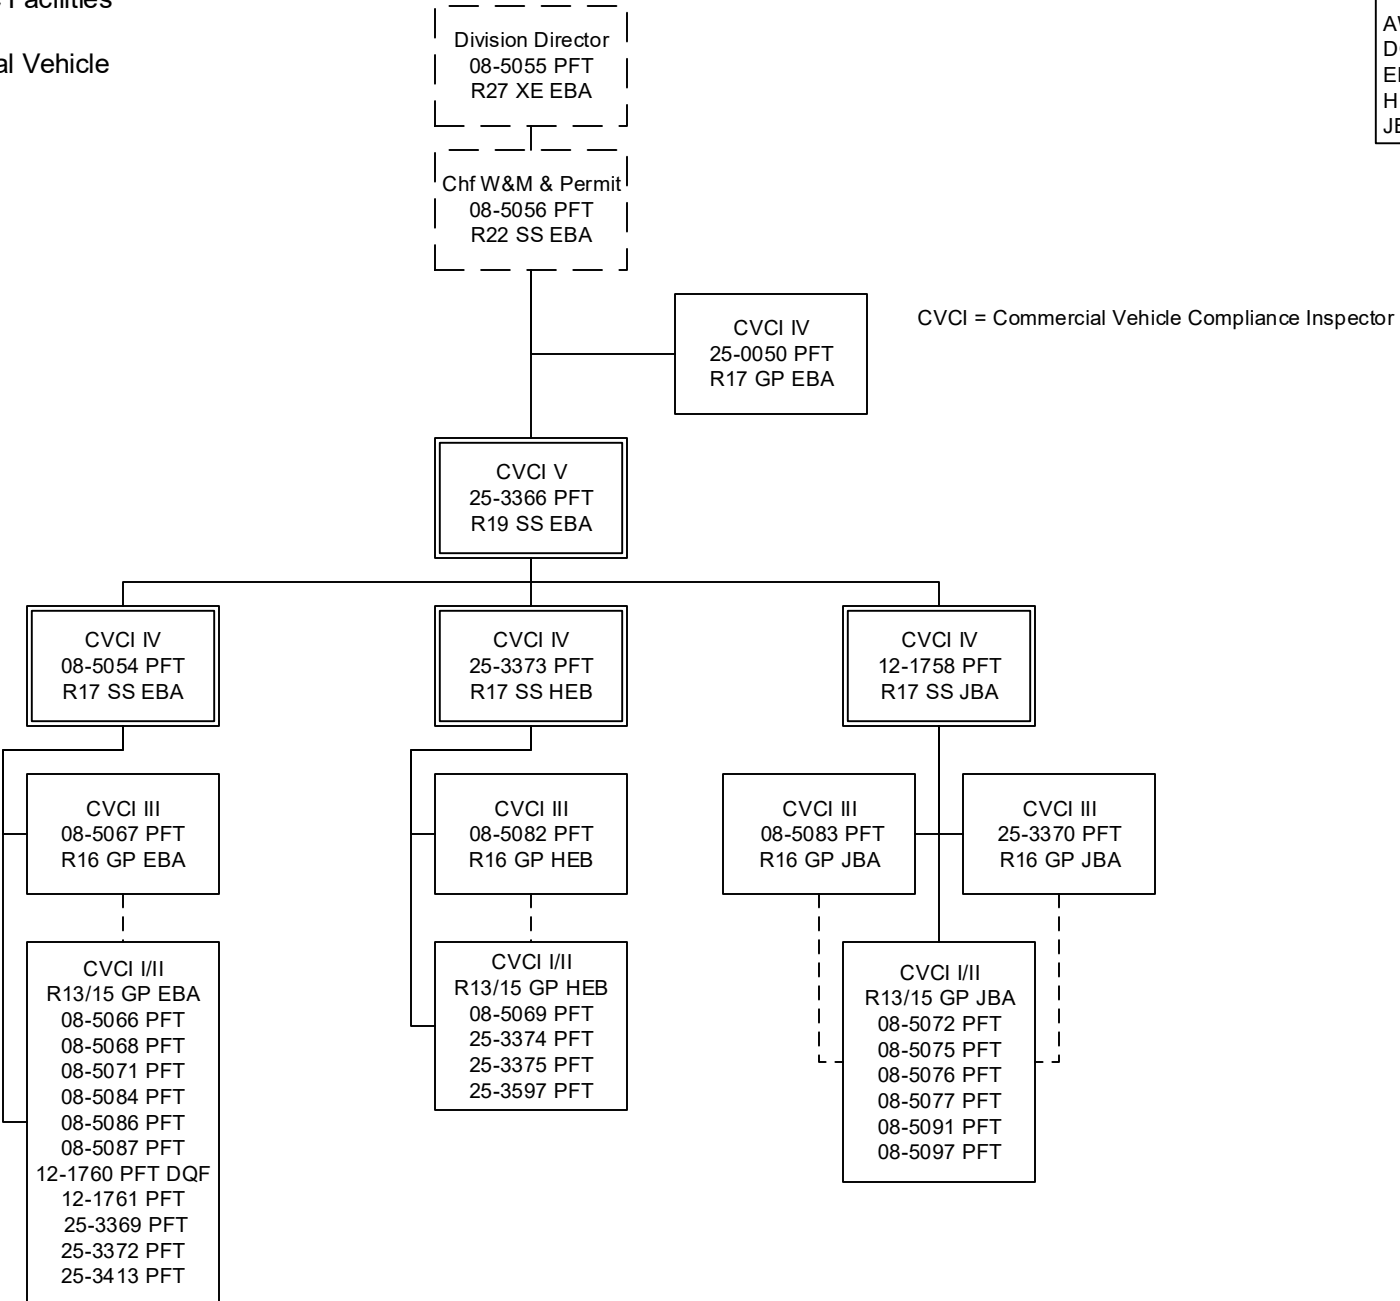 Facilities
al Vehicle
Division Director
08-5055 PFT
R27 XE EBA
Chf W&M & Permit
08-5056 PFT
R22 SS EBA
CVCI IV
25-0050 PFT
R17 GP EBA
CVCI = Commercial Vehicle Compliance Inspector
CVCI V
25-3366 PFT
R19 SS EBA
CVCI IV
08-5054 PFT
R17 SS EBA
CVCI IV
25-3373 PFT
R17 SS HEB
CVCI IV
12-1758 PFT
R17 SS JBA
CVCI III
08-5067 PFT
R16 GP EBA
CVCI III
08-5082 PFT
R16 GP HEB
CVCI III
08-5083 PFT
R16 GP JBA
CVCI III
25-3370 PFT
R16 GP JBA
CVCI I/II
R13/15 GP EBA
08-5066 PFT
08-5068 PFT
08-5071 PFT
08-5084 PFT
08-5086 PFT
08-5087 PFT
12-1760 PFT DQF
12-1761 PFT
25-3369 PFT
25-3372 PFT
25-3413 PFT
CVCI I/II
R13/15 GP HEB
08-5069 PFT
25-3374 PFT
25-3375 PFT
25-3597 PFT
CVCI I/II
R13/15 GP JBA
08-5072 PFT
08-5075 PFT
08-5076 PFT
08-5077 PFT
08-5091 PFT
08-5097 PFT